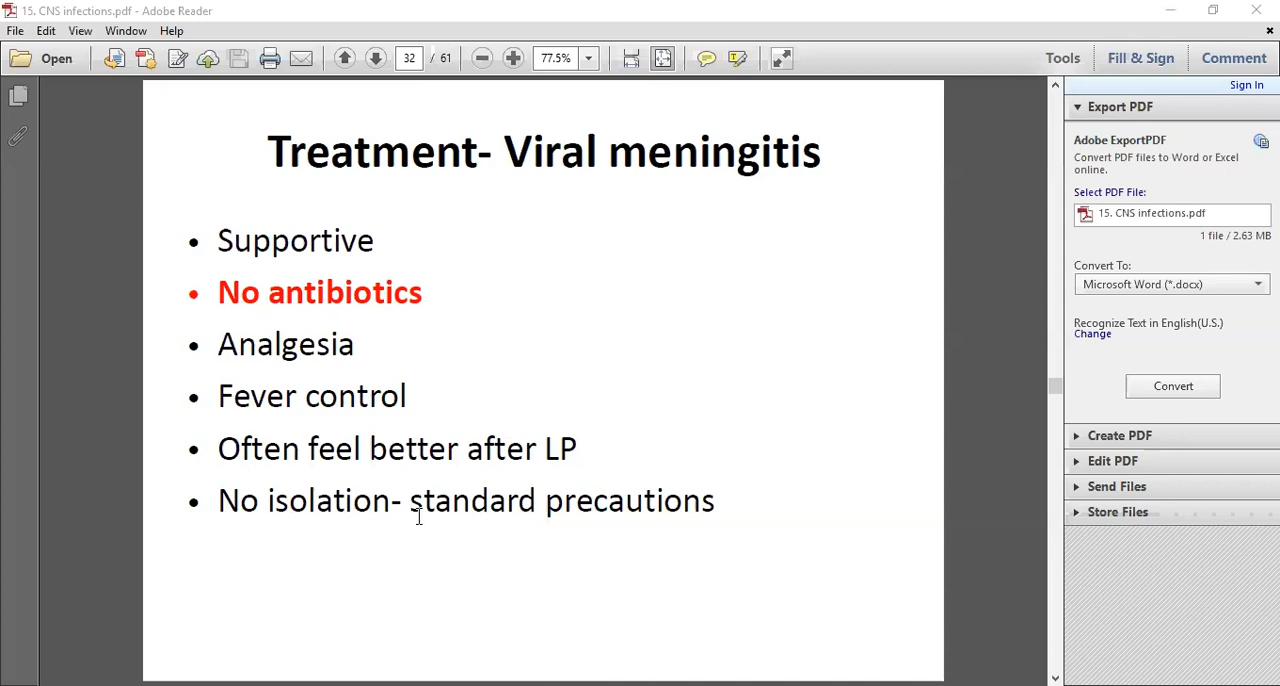 15. CNS infections.pdf - Adobe Reader
File Edit View Window Help
Open 32 / 61 77.5% Tools Fill & Sign Comment
Sign In
Treatment- Viral meningitis
• Supportive
• No antibiotics
• Analgesia
• Fever control
• Often feel better after LP
• No isolation- standard precautions
Export PDF
Adobe ExportPDF
Convert PDF files to Word or Excel
online.
Select PDF File:
15. CNS infections.pdf
1 file / 2.63 MB
Convert To:
Microsoft Word (*.docx)
Recognize Text in English(U.S.)
Change
Convert
Create PDF
Edit PDF
Send Files
Store Files